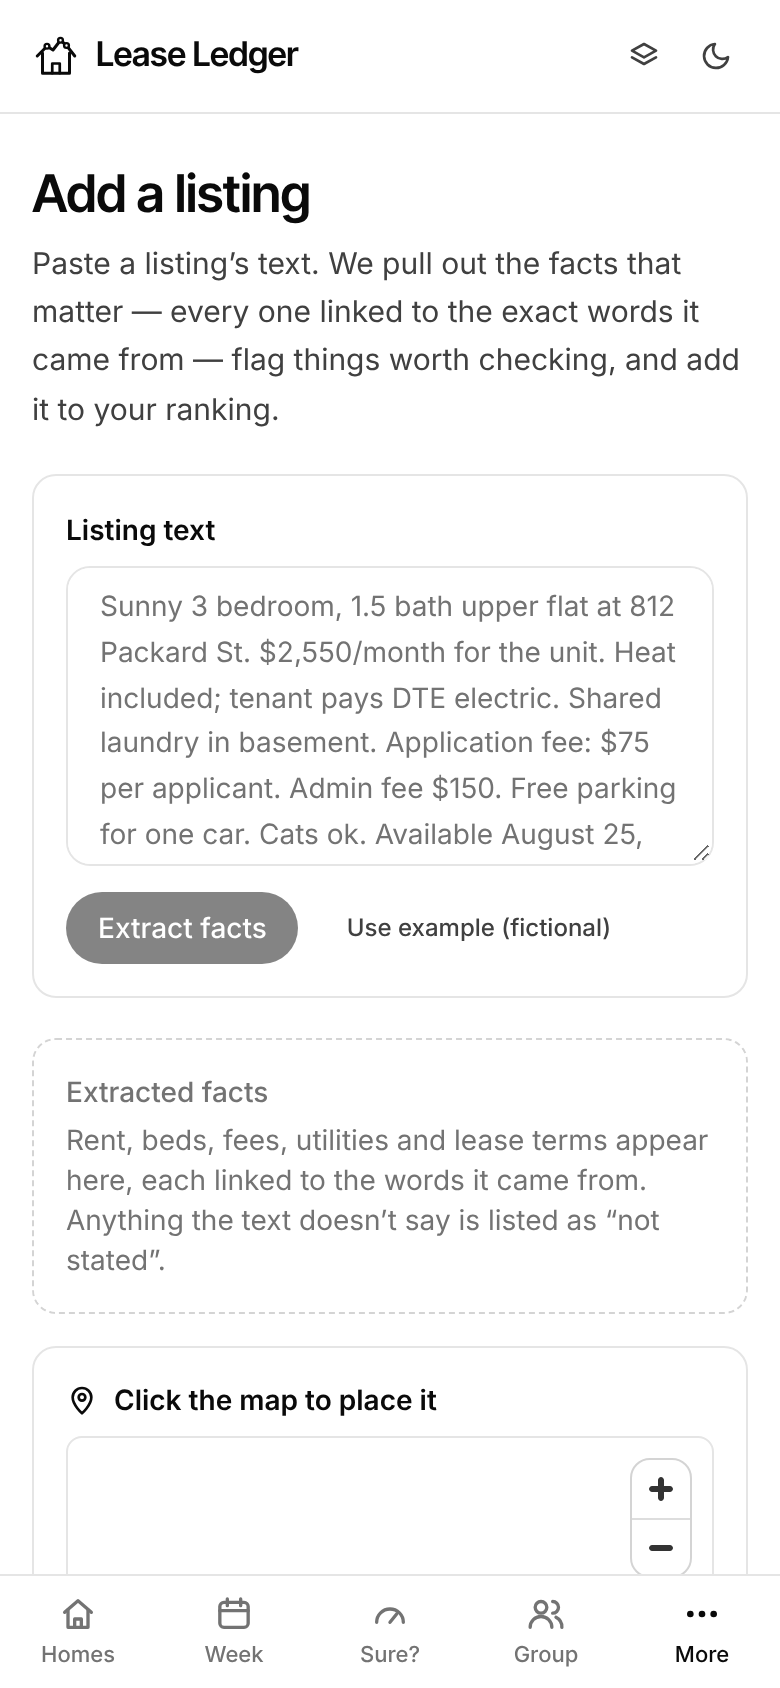 Lease Ledger
Add a listing
Paste a listing’s text. We pull out the facts that
matter — every one linked to the exact words it
came from — flag things worth checking, and add
it to your ranking.
Listing text
Sunny 3 bedroom, 1.5 bath upper flat at 812
Packard St. $2,550/month for the unit. Heat
included; tenant pays DTE electric. Shared
laundry in basement. Application fee: $75
per applicant. Admin fee $150. Free parking
for one car. Cats ok. Available August 25,
Extract facts
Use example (fictional)
Extracted facts
Rent, beds, fees, utilities and lease terms appear
here, each linked to the words it came from.
Anything the text doesn’t say is listed as “not
stated”.
Click the map to place it
+
−
Homes
Week
Sure?
Group
More